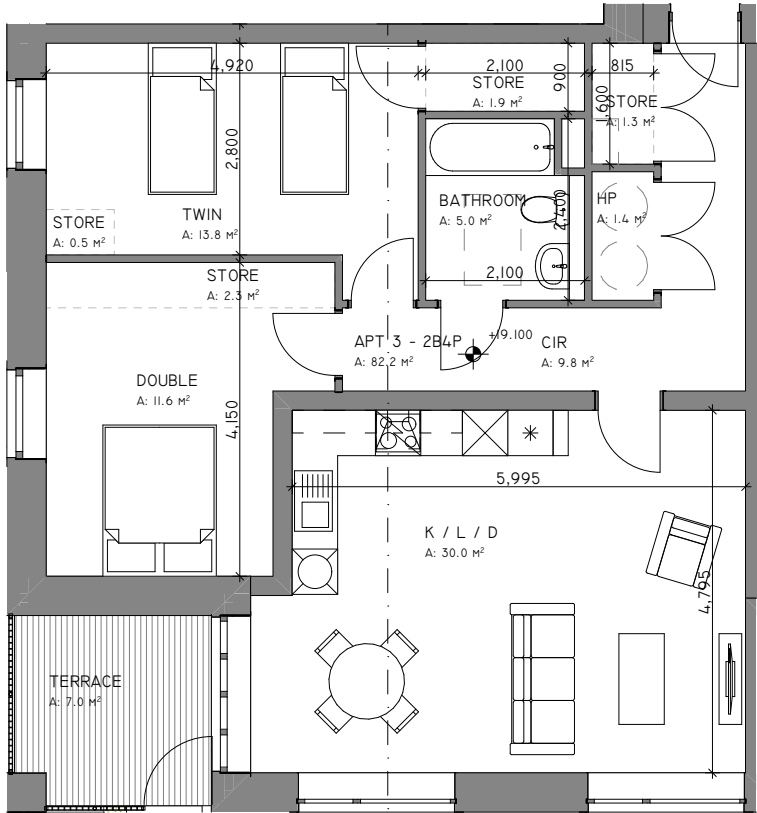 4,920
2,100
815
STORE
A: 1.9 M²
900
STORE
A: 1.3 M²
1,600
2,800
BATHROOM
A: 5.0 M²
2,400
HP
A: 1.4 M²
TWIN
A: 13.8 M²
STORE
A: 0.5 M²
2,100
STORE
A: 2.3 M²
APT 3 - 2B4P
A: 82.2 M²
+19.100
CIR
A: 9.8 M²
DOUBLE
A: 11.6 M²
4,150
5,995
K / L / D
A: 30.0 M²
4,795
TERRACE
A: 7.0 M²